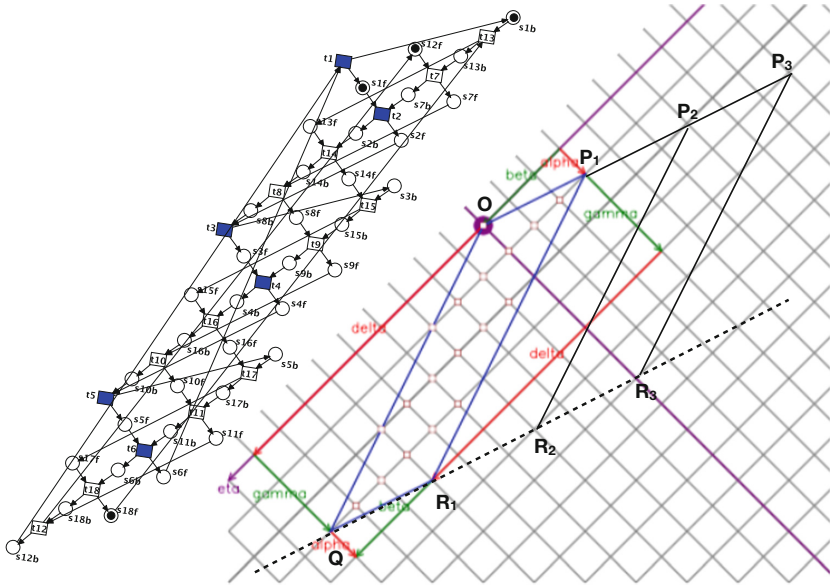 s1b
t13
s12f
t1
s13b
t7
s1f
s7b
s7f
t2
13f
s2b
s2f
t14
s14b
s14f
t8
s3b
t15
s8b
s8f
t3
s15b
t9
s3f
s9b
s9f
t4
s15f
s4b
s4f
t16
s16b
s16f
t10
s5b
t17
s10b
s10f
t5
s17b
t11
s5f
s11b
s11f
t6
s17f
s6b
s6f
t18
s18b
s18f
t12
s12b
P3
P2
P1
alpha
beta
O
gamma
delta
delta
R3
R2
R1
eta
gamma
beta
alpha
Q